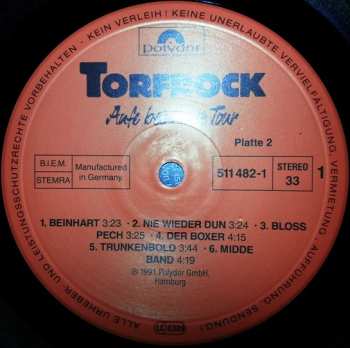 KEIN VERLEIH! KEINE UNERLAUBTE VERVIELFÄLTIGUNG, VERMIETUNG, AUFFÜHRUNG, SENDUNG!
ALLE URHEBER- UND LEISTUNGSSCHUTZRECHTE VORBEHALTEN -
Polydor
TORFROCK
Aufe Tour
Platte 2
B.I.E.M.
STEMRA
Manufactured
in Germany
511 482-1
STEREO
33
1
1. BEINHART 3:23 · 2. NIE WIEDER DUN 3:24 · 3. BLOSS
PECH 3:25 · 4. DER BOXER 4:15
5. TRUNKENBOLD 3:44 · 6. MIDDE
BAND 4:19
℗ 1991 Polydor GmbH,
Hamburg